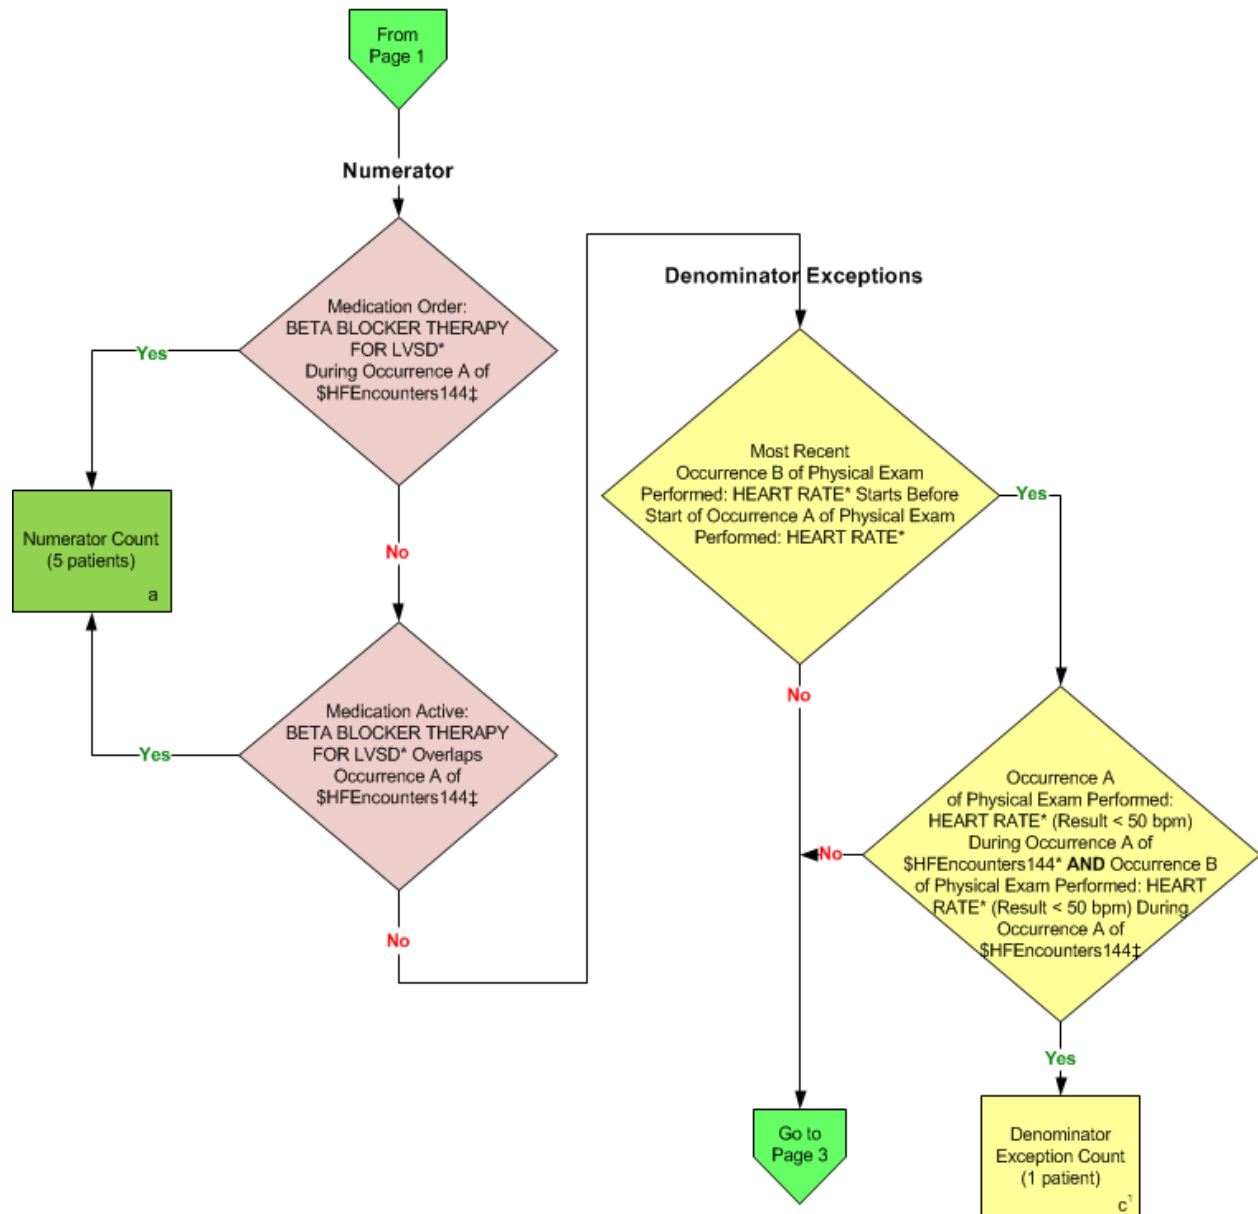 From
Page 1
Numerator
Medication Order:
BETA BLOCKER THERAPY
FOR LVSD*
During Occurrence A of
$HFEncounters144‡
Yes
No
Numerator Count
(5 patients)
a
Medication Active:
BETA BLOCKER THERAPY
FOR LVSD* Overlaps
Occurrence A of
$HFEncounters144‡
Yes
No
Denominator Exceptions
Most Recent
Occurrence B of Physical Exam
Performed: HEART RATE* Starts Before
Start of Occurrence A of Physical Exam
Performed: HEART RATE*
Yes
No
Occurrence A
of Physical Exam Performed:
HEART RATE* (Result < 50 bpm)
During Occurrence A of
$HFEncounters144* AND Occurrence B
of Physical Exam Performed: HEART
RATE* (Result < 50 bpm) During
Occurrence A of
$HFEncounters144‡
No
Yes
Go to
Page 3
Denominator
Exception Count
(1 patient)
c¹